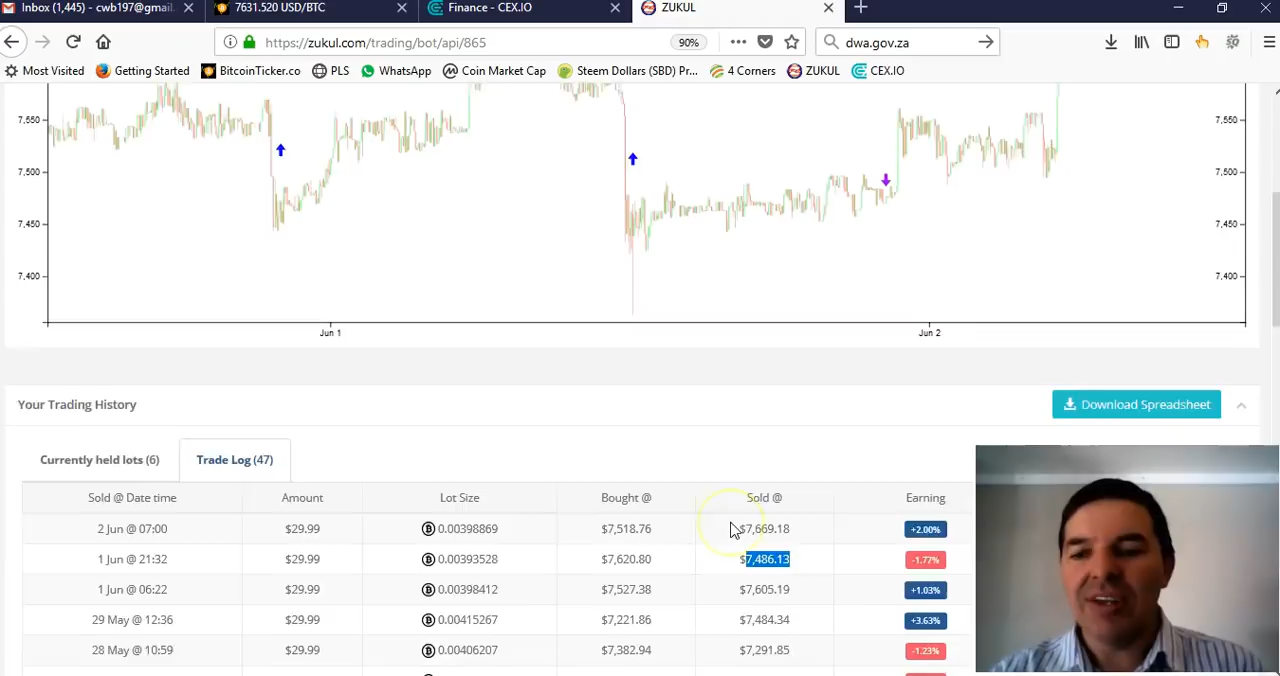 Inbox (1,445) - cwb197@gmail. 7631.520 USD/BTC Finance - CEX.IO ZUKUL
https://zukul.com/trading/bot/api/865 90% dwa.gov.za
Most Visited Getting Started BitcoinTicker.co PLS WhatsApp Coin Market Cap Steem Dollars (SBD) Pr... 4 Corners ZUKUL CEX.IO
7,550 7,550
7,500 7,500
7,450 7,450
7,400 7,400
Jun 1 Jun 2
Your Trading History Download Spreadsheet
Currently held lots (6) Trade Log (47)
Sold @ Date time Amount Lot Size Bought @ Sold @ Earning
2 Jun @ 07:00 $29.99 0.00398869 $7,518.76 $7,669.18 +2.00%
1 Jun @ 21:32 $29.99 0.00393528 $7,620.80 $7,486.13 -1.77%
1 Jun @ 06:22 $29.99 0.00398412 $7,527.38 $7,605.19 +1.03%
29 May @ 12:36 $29.99 0.00415267 $7,221.86 $7,484.34 +3.63%
28 May @ 10:59 $29.99 0.00406207 $7,382.94 $7,291.85 -1.23%